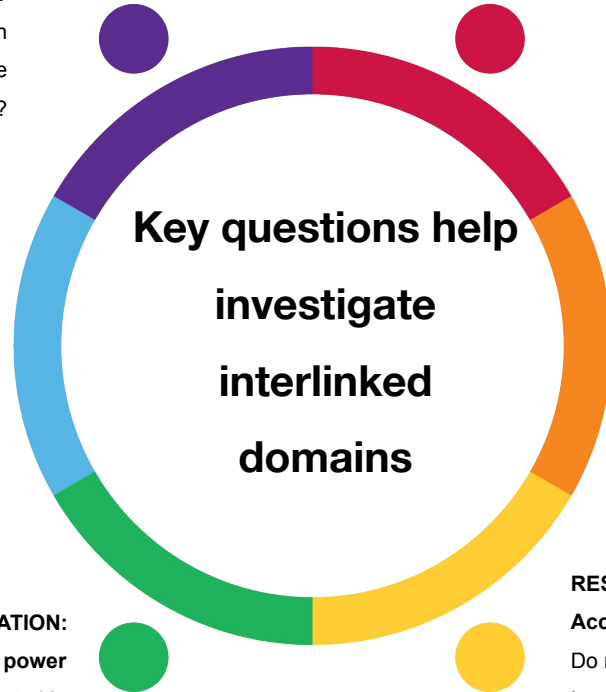 ?
Key questions help
investigate
interlinked
domains
ATION:
power
RES
Acc
Do